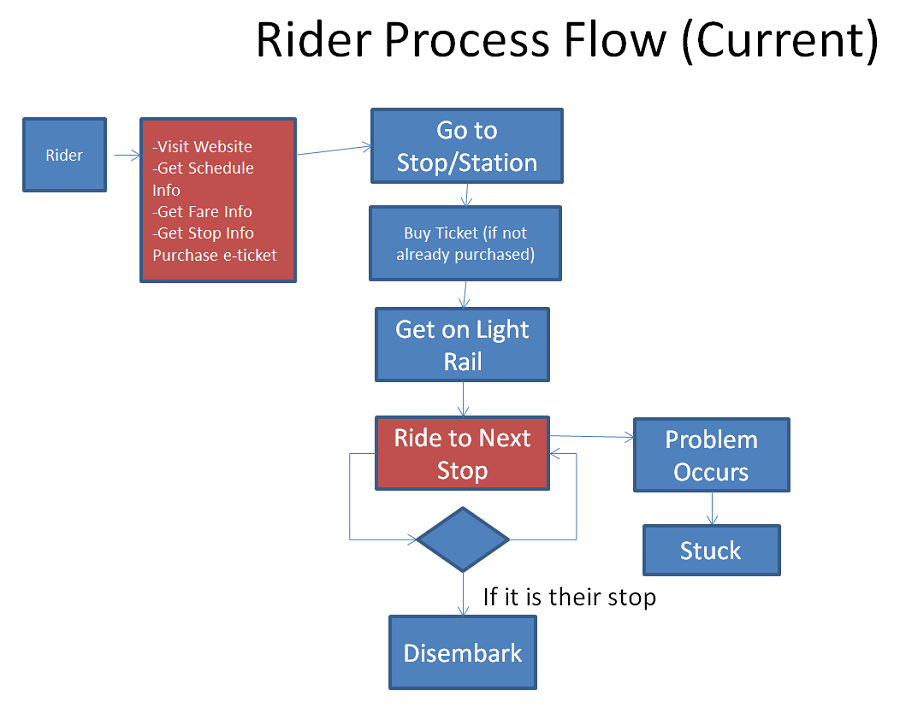 Rider Process Flow (Current)
Rider
-Visit Website
-Get Schedule
Info
-Get Fare Info
-Get Stop Info
Purchase e-ticket
Go to
Stop/Station
Buy Ticket (if not
already purchased)
Get on Light
Rail
Ride to Next
Stop
Problem
Occurs
Stuck
If it is their stop
Disembark